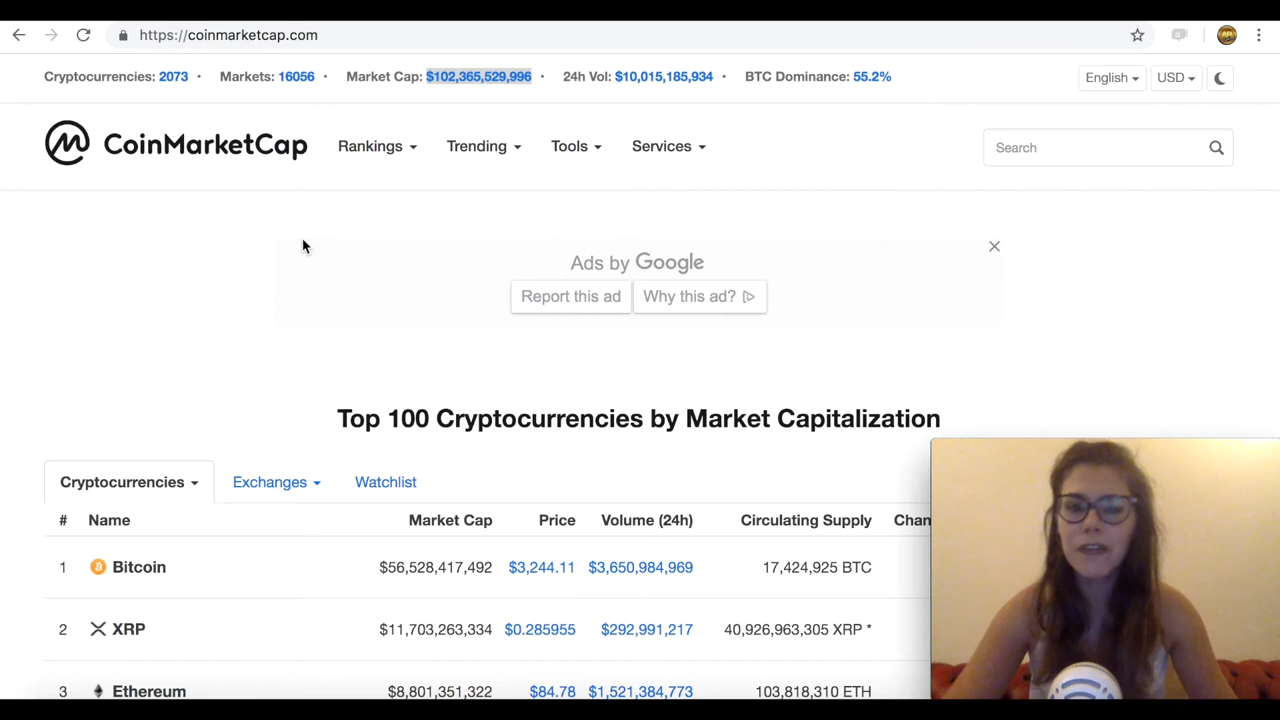 https://coinmarketcap.com
Cryptocurrencies: 2073 • Markets: 16056 • Market Cap: $102,365,529,996 • 24h Vol: $10,015,185,934 • BTC Dominance: 55.2%
English USD
CoinMarketCap Rankings Trending Tools Services Search
Ads by Google
Report this ad Why this ad?
Top 100 Cryptocurrencies by Market Capitalization
Cryptocurrencies Exchanges Watchlist
# Name Market Cap Price Volume (24h) Circulating Supply Chan
1 Bitcoin $56,528,417,492 $3,244.11 $3,650,984,969 17,424,925 BTC
2 XRP $11,703,263,334 $0.285955 $292,991,217 40,926,963,305 XRP *
3 Ethereum $8,801,351,322 $84.78 $1,521,384,773 103,818,310 ETH